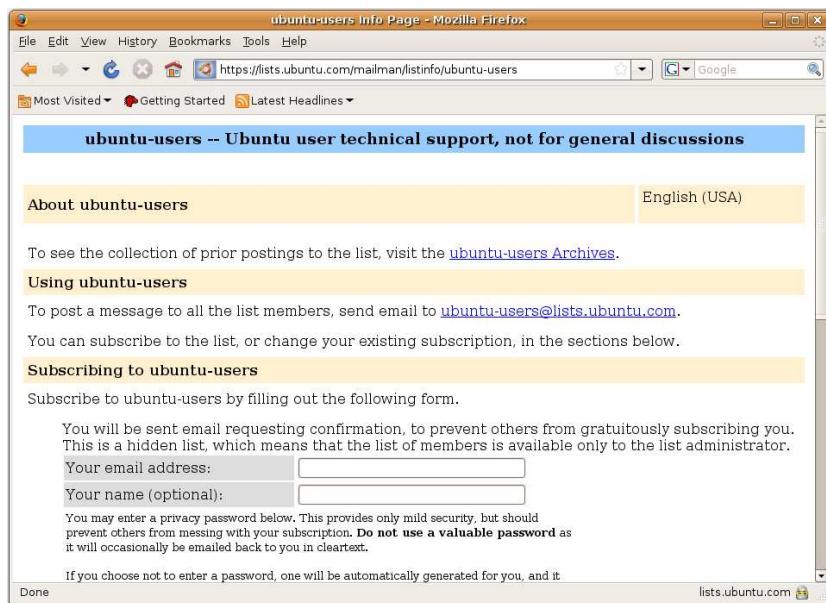 ubuntu-users Info Page - Mozilla Firefox
File Edit View History Bookmarks Tools Help
https://lists.ubuntu.com/mailman/listinfo/ubuntu-users
G Google
Most Visited Getting Started Latest Headlines
ubuntu-users -- Ubuntu user technical support, not for general discussions
About ubuntu-users
English (USA)
To see the collection of prior postings to the list, visit the ubuntu-users Archives.
Using ubuntu-users
To post a message to all the list members, send email to ubuntu-users@lists.ubuntu.com.
You can subscribe to the list, or change your existing subscription, in the sections below.
Subscribing to ubuntu-users
Subscribe to ubuntu-users by filling out the following form.
You will be sent email requesting confirmation, to prevent others from gratuitously subscribing you.
This is a hidden list, which means that the list of members is available only to the list administrator.
Your email address:
Your name (optional):
You may enter a privacy password below. This provides only mild security, but should
prevent others from messing with your subscription. Do not use a valuable password as
it will occasionally be emailed back to you in cleartext.
If you choose not to enter a password, one will be automatically generated for you, and it
Done
lists.ubuntu.com